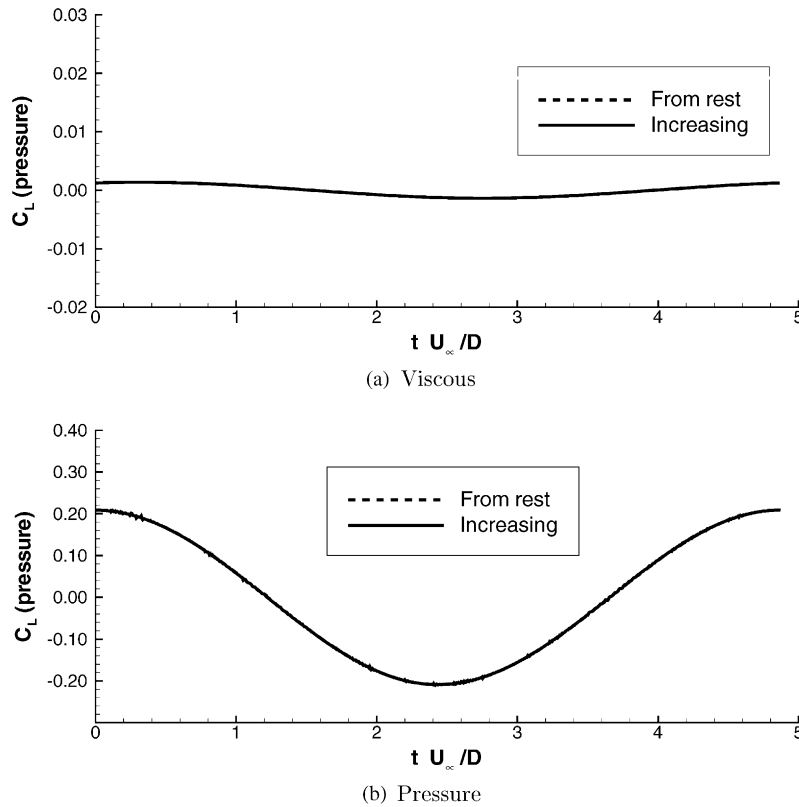 0.03
0.02
0.01
0.00
-0.01
-0.02
C_L (pressure)
From rest
Increasing
0 1 2 3 4 5
t U_∞/D
(a) Viscous
0.40
0.30
0.20
0.10
0.00
-0.10
-0.20
C_L (pressure)
From rest
Increasing
0 1 2 3 4 5
t U_∞/D
(b) Pressure